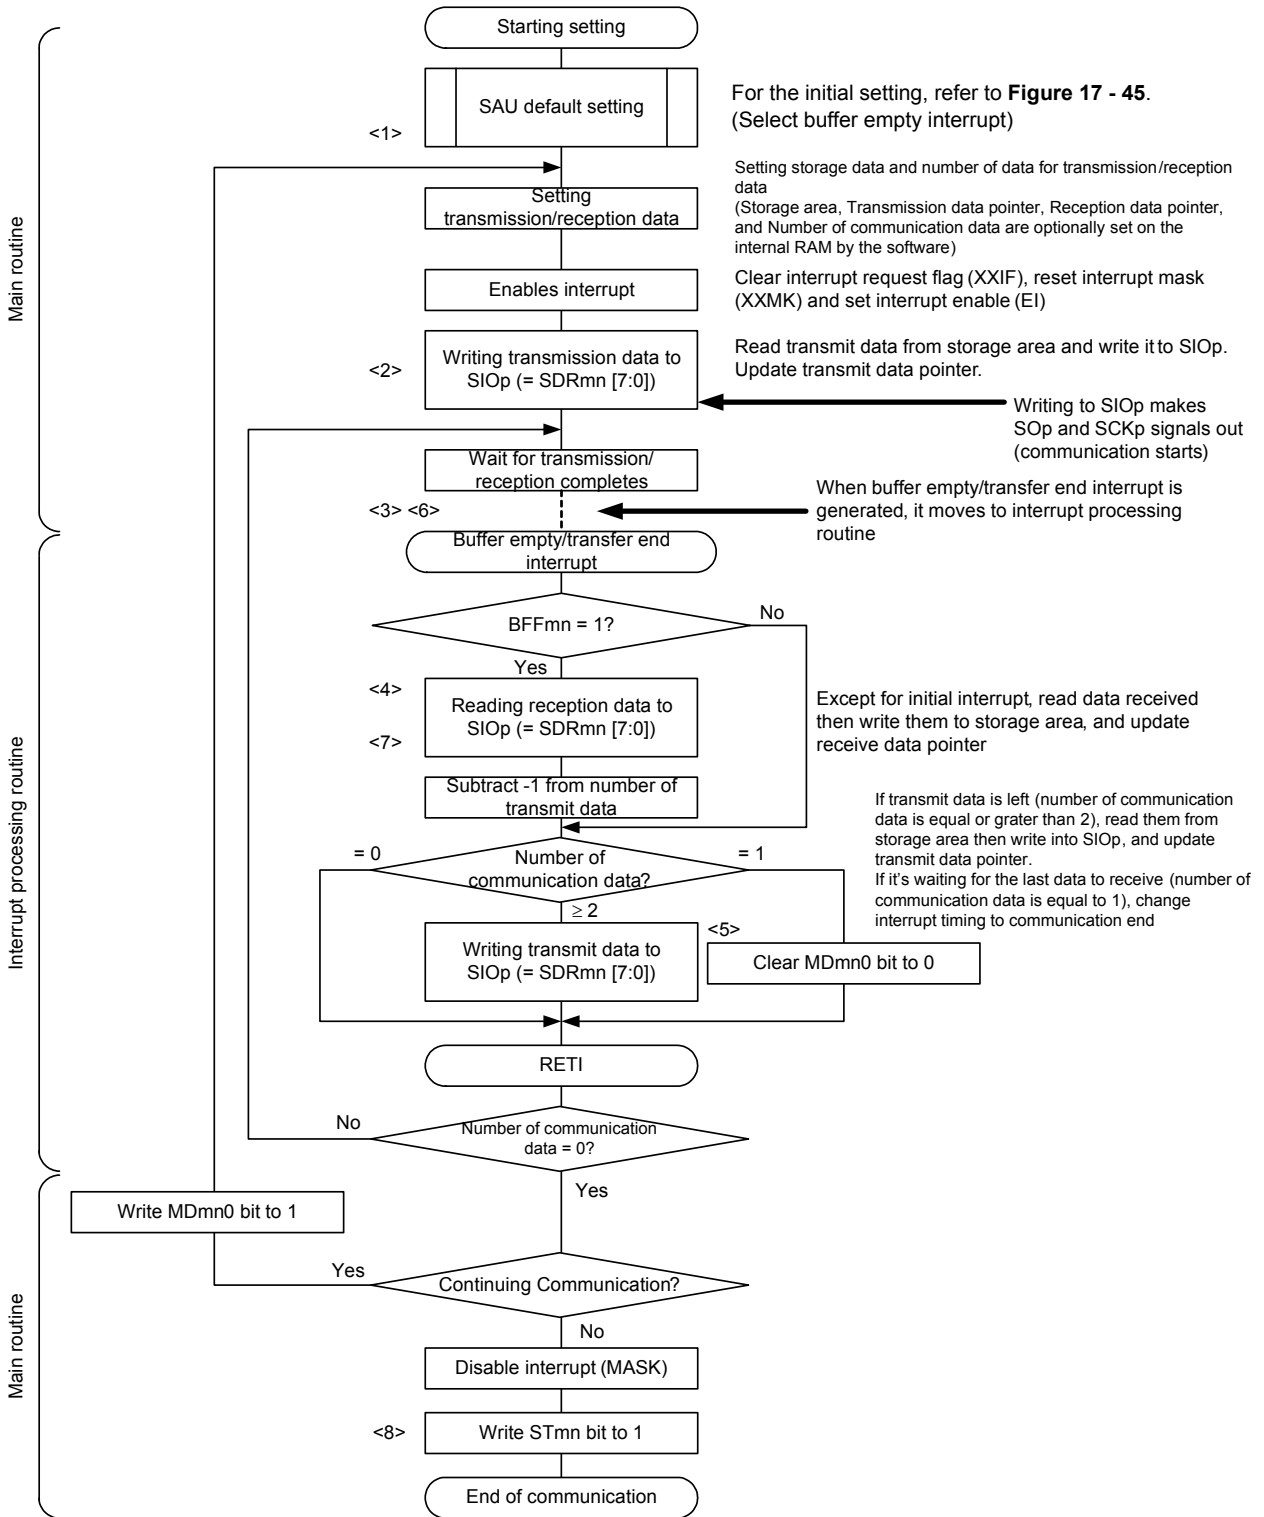 Starting setting
SAU default setting
For the initial setting, refer to Figure 17 - 45.
(Select buffer empty interrupt)
<1>
Setting storage data and number of data for transmission/reception
data
(Storage area, Transmission data pointer, Reception data pointer,
and Number of communication data are optionally set on the
internal RAM by the software)
Setting
transmission/reception data
Main routine
Enables interrupt
Clear interrupt request flag (XXIF), reset interrupt mask
(XXMK) and set interrupt enable (EI)
<2>
Writing transmission data to
SIOp (= SDRmn [7:0])
Read transmit data from storage area and write it to SIOp.
Update transmit data pointer.
Writing to SIOp makes
SOp and SCKp signals out
(communication starts)
Wait for transmission/
reception completes
<3> <6>
When buffer empty/transfer end interrupt is
generated, it moves to interrupt processing
routine
Buffer empty/transfer end
interrupt
BFFmn = 1?
No
Yes
<4>
Reading reception data to
SIOp (= SDRmn [7:0])
<7>
Except for initial interrupt, read data received
then write them to storage area, and update
receive data pointer
Interrupt processing routine
Subtract -1 from number of
transmit data
If transmit data is left (number of communication
data is equal or grater than 2), read them from
storage area then write into SIOp, and update
transmit data pointer.
If it's waiting for the last data to receive (number of
communication data is equal to 1), change
interrupt timing to communication end
= 0
Number of
communication data?
= 1
≥ 2
Writing transmit data to
SIOp (= SDRmn [7:0])
<5>
Clear MDmn0 bit to 0
RETI
No
Number of communication
data = 0?
Yes
Write MDmn0 bit to 1
Main routine
Yes
Continuing Communication?
No
Disable interrupt (MASK)
<8>
Write STmn bit to 1
End of communication